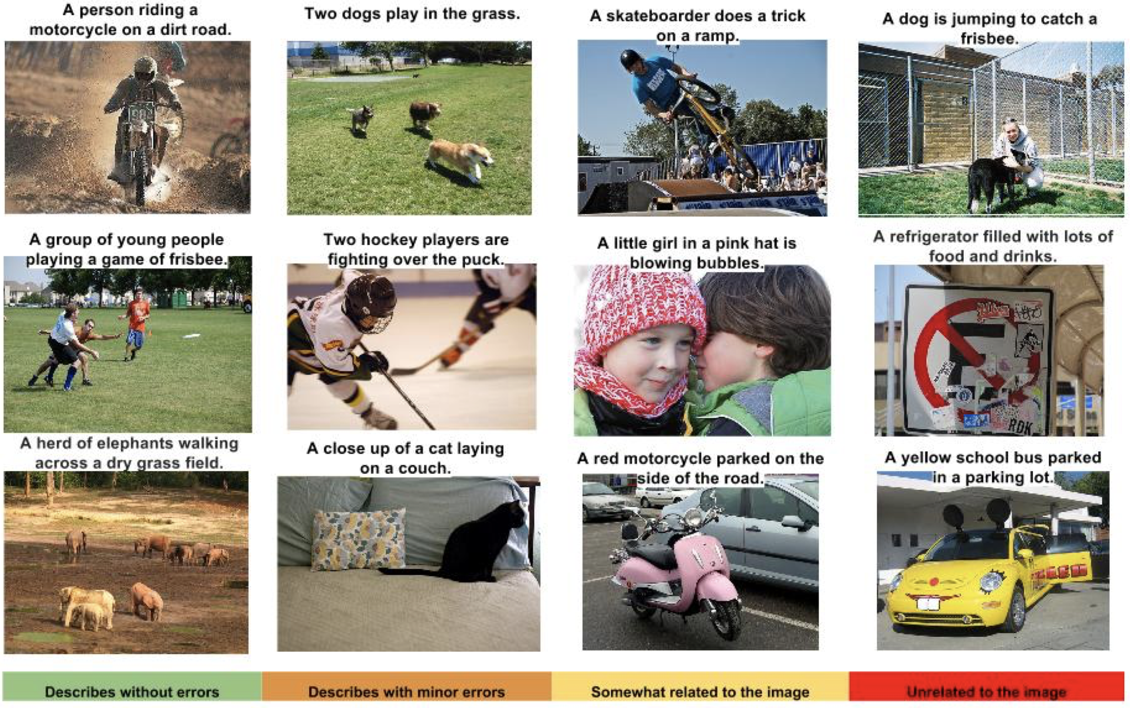 A person riding a
motorcycle on a dirt road.
Two dogs play in the grass.
A skateboarder does a trick
on a ramp.
A dog is jumping to catch a
frisbee.
A group of young people
playing a game of frisbee.
Two hockey players are
fighting over the puck.
A little girl in a pink hat is
blowing bubbles.
A refrigerator filled with lots of
food and drinks.
RDK
A herd of elephants walking
across a dry grass field.
A close up of a cat laying
on a couch.
A red motorcycle parked on the
side of the road.
A yellow school bus parked
in a parking lot.
Describes without errors
Describes with minor errors
Somewhat related to the image
Unrelated to the image